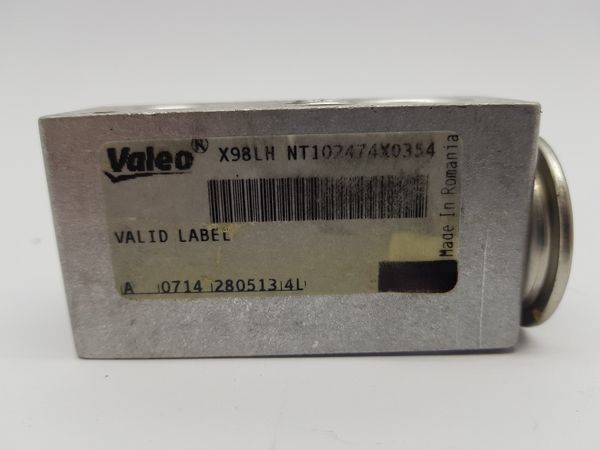 Valeo® X98LH NT102474X0354
VALID LABEL
A 0714 280513 4L
Made In Romania